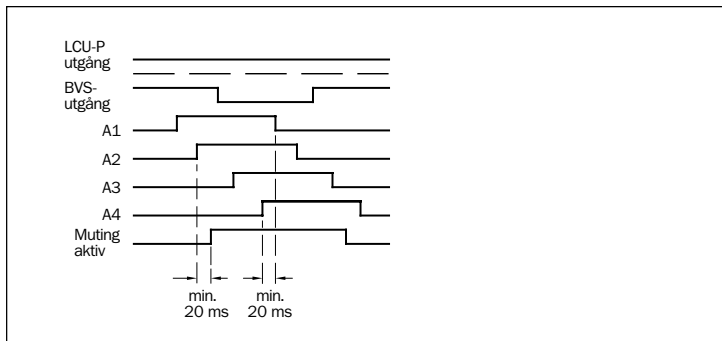 LCU-P
utgång
BVS-
utgång
A1
A2
A3
A4
Muting
aktiv
min.
20 ms
min.
20 ms